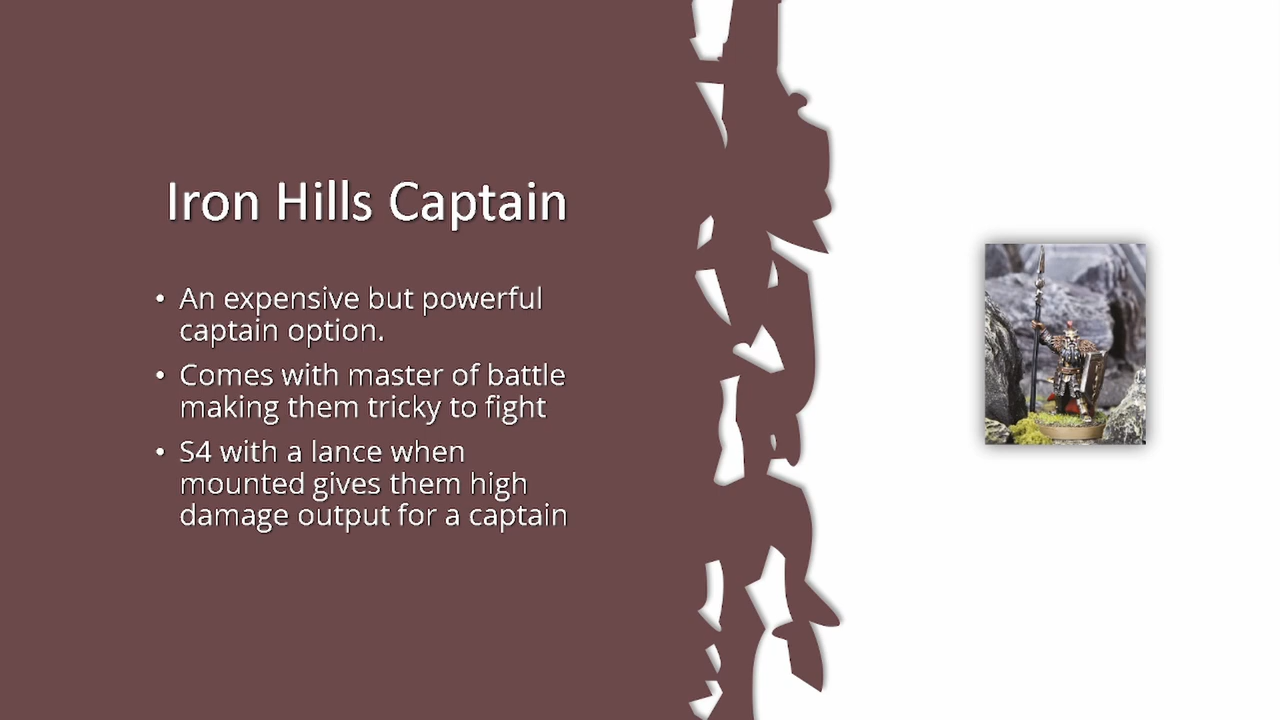 Iron Hills Captain
• An expensive but powerful
captain option.
• Comes with master of battle
making them tricky to fight
• S4 with a lance when
mounted gives them high
damage output for a captain